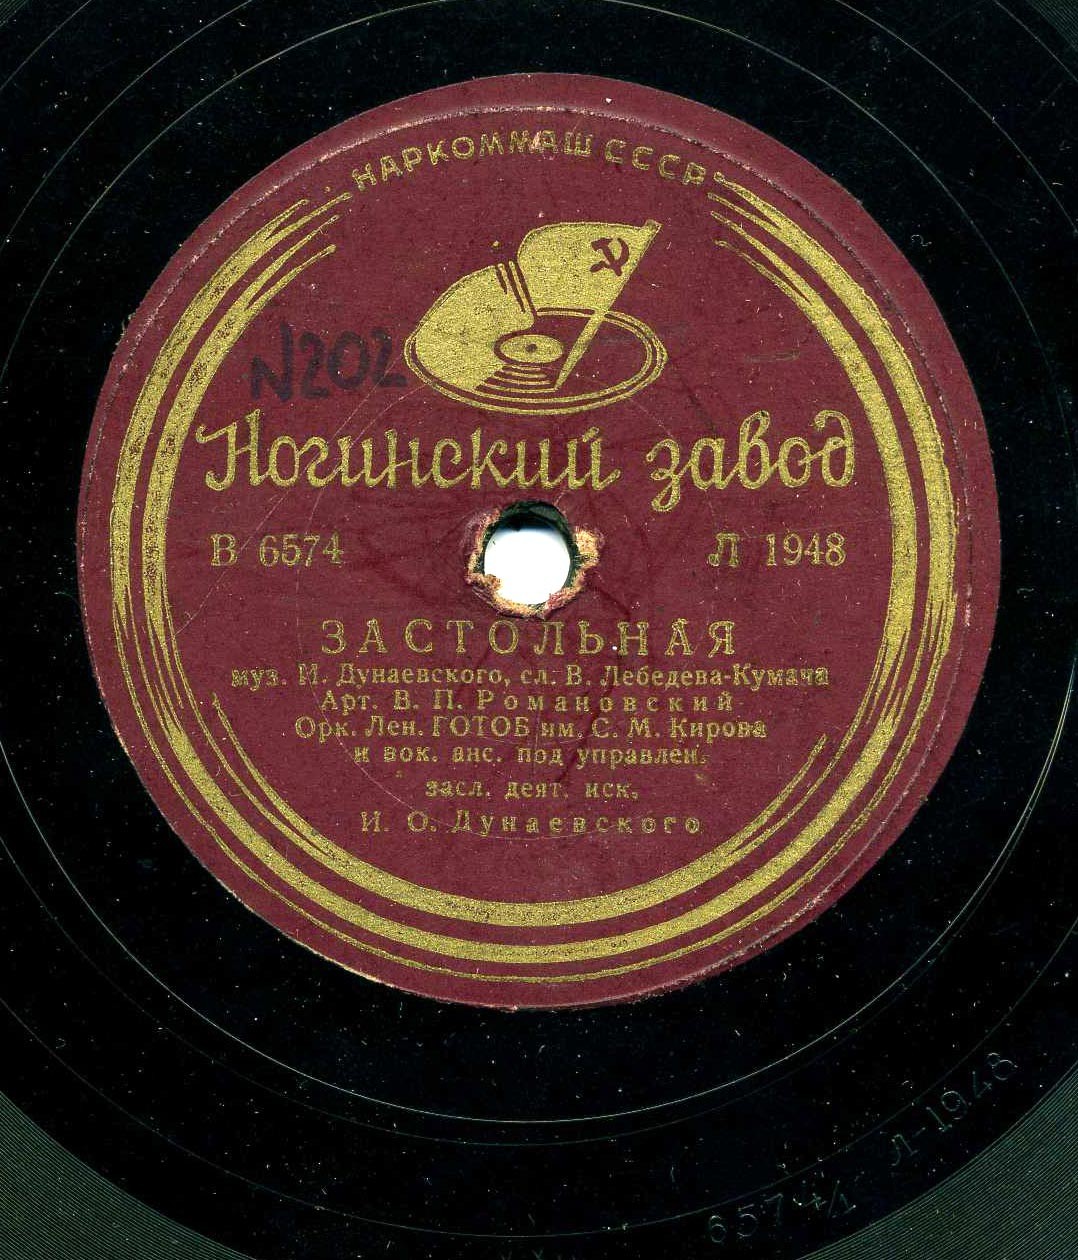 НАРКОММАШ СССР
N202
Ногинский завод
В 6574 Л 1948
ЗАСТОЛЬНАЯ
муз. И. Дунаевского, сл. В. Лебедева-Кумача
Арт. В. П. Романовский
Орк. Лен. ГОТОБ им. С. М. Кирова
и вок. анс. под управлен.
засл. деят. иск.
И. О. Дунаевского
6574/1 Л-1948